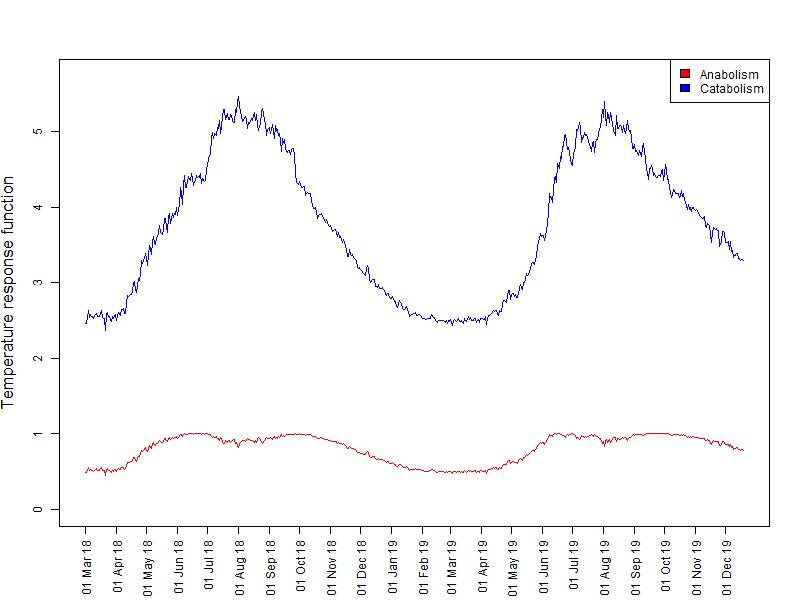 Anabolism
Catabolism
Temperature response function
5
4
3
2
1
0
01 Mar 18
01 Apr 18
01 May 18
01 Jun 18
01 Jul 18
01 Aug 18
01 Sep 18
01 Oct 18
01 Nov 18
01 Dec 18
01 Jan 19
01 Feb 19
01 Mar 19
01 Apr 19
01 May 19
01 Jun 19
01 Jul 19
01 Aug 19
01 Sep 19
01 Oct 19
01 Nov 19
01 Dec 19